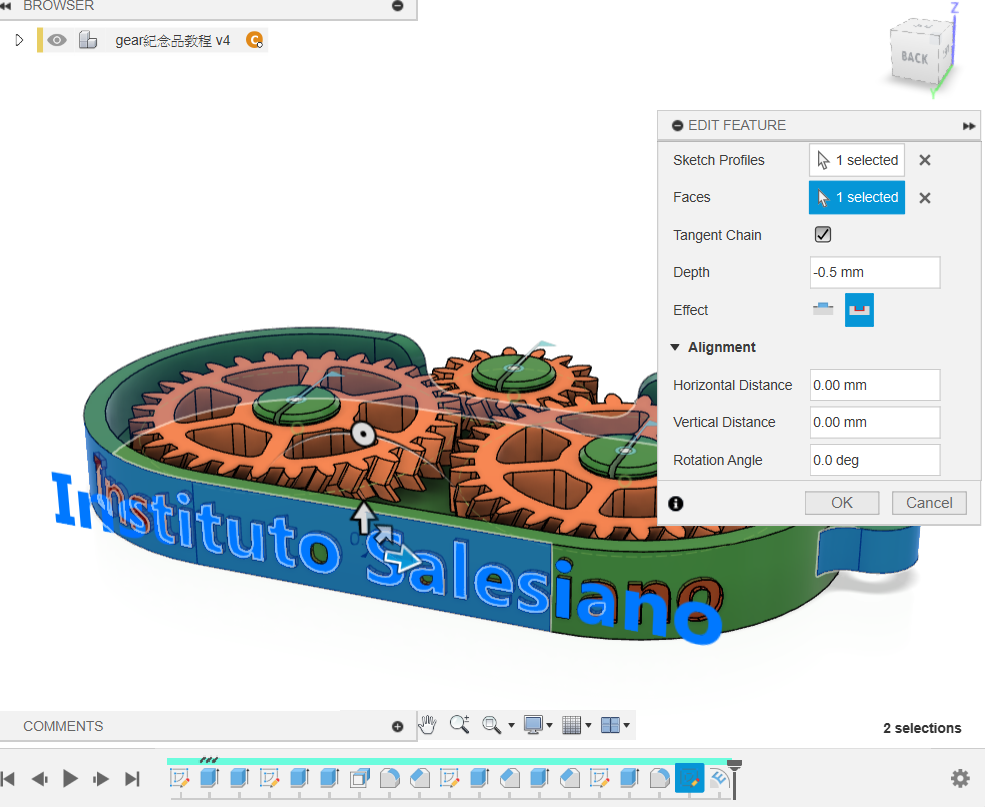 BROWSER
gear紀念品教程 v4
Z
BACK
Y
EDIT FEATURE
Sketch Profiles
1 selected
Faces
1 selected
Tangent Chain
Depth
-0.5 mm
Effect
Alignment
Horizontal Distance
0.00 mm
Vertical Distance
0.00 mm
Rotation Angle
0.0 deg
OK
Cancel
Instituto Salesiano
Instituto Salesiano
COMMENTS
2 selections